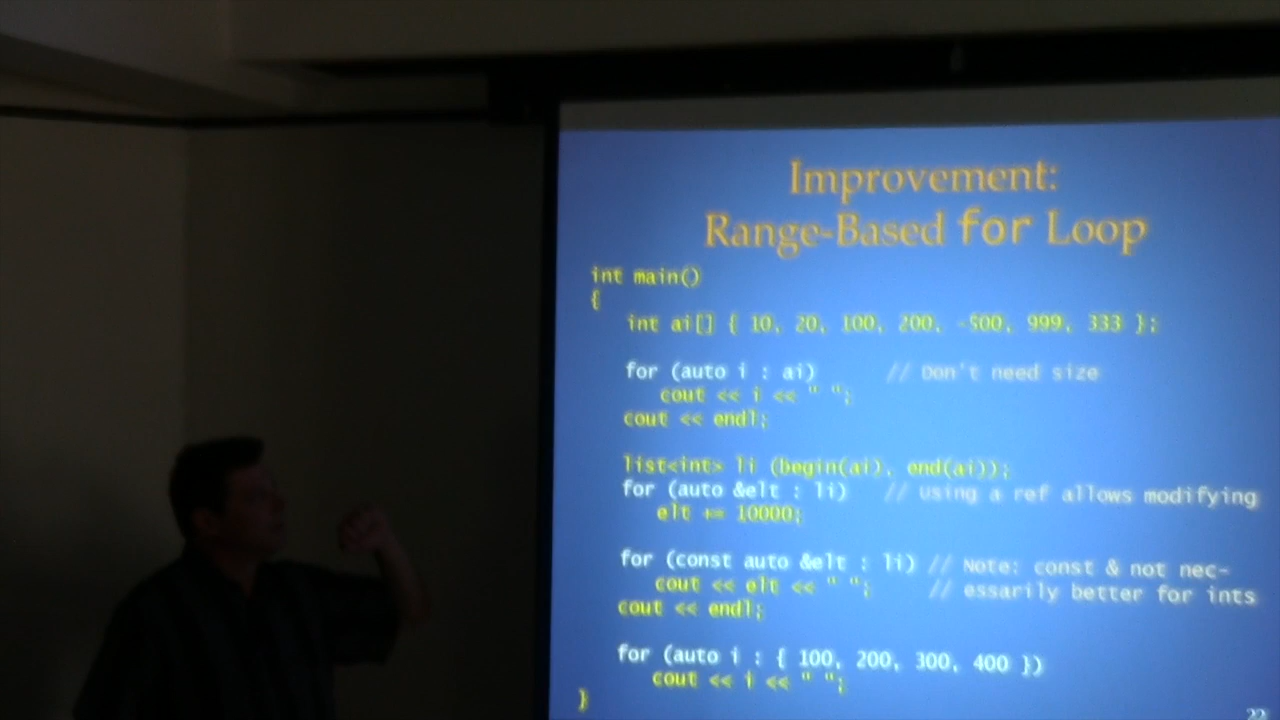 Improvement:
Range-Based for Loop
int main()
{
int ai[] { 10, 20, 100, 200, -500, 999, 333 };
for (auto i : ai) // Don't need size
cout << i << " ";
cout << endl;
list<int> li (begin(ai), end(ai));
for (auto &elt : li) // Using a ref allows modifying
elt += 10000;
for (const auto &elt : li) // Note: const & not nec-
cout << elt << " "; // essarily better for ints
cout << endl;
for (auto i : { 100, 200, 300, 400 })
cout << i << " ";
}
22